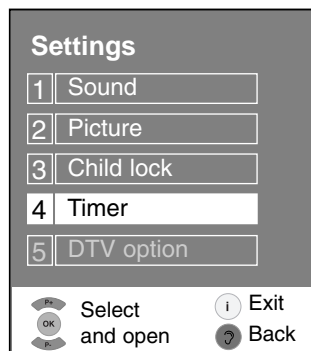 Settings
1 Sound
2 Picture
3 Child lock
4 Timer
5 DTV option
P+
OK
P-
Select
and open
i Exit
Back